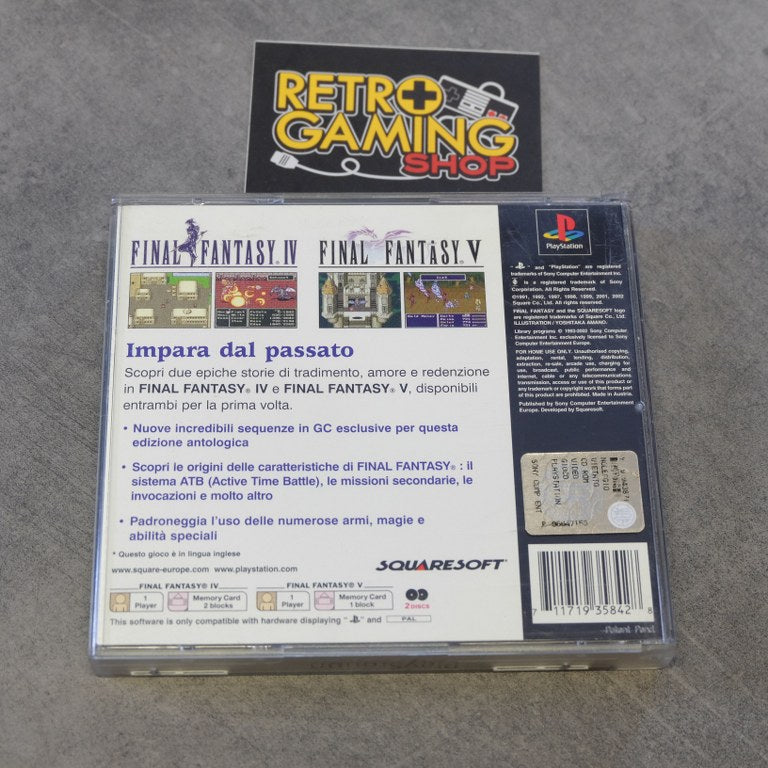 RETRO
GAMING
SHOP
FINAL FANTASY® IV
FINAL FANTASY® V
Impara dal passato
Scopri due epiche storie di tradimento, amore e redenzione
in FINAL FANTASY® IV e FINAL FANTASY® V, disponibili
entrambi per la prima volta.
• Nuove incredibili sequenze in GC esclusive per questa
edizione antologica
• Scopri le origini delle caratteristiche di FINAL FANTASY® : il
sistema ATB (Active Time Battle), le missioni secondarie, le
invocazioni e molto altro
• Padroneggia l'uso delle numerose armi, magie e
abilità speciali
* Questo gioco è in lingua inglese
www.square-europe.com www.playstation.com
SQUARESOFT
FINAL FANTASY® IV
1
Player
Memory Card
2 blocks
FINAL FANTASY® V
1
Player
Memory Card
1 block
2 DISCS
This software is only compatible with hardware displaying " " and PAL
PlayStation
" " and "PlayStation" are registered
trademarks of Sony Computer Entertainment Inc.
" " is a registered trademark of Sony
Corporation. All Rights Reserved.
©1991, 1992, 1997, 1998, 1999, 2001, 2002
Square Co., Ltd. All rights reserved.
FINAL FANTASY and the SQUARESOFT logo
are registered trademarks of Square Co., Ltd.
ILLUSTRATION / YOSHITAKA AMANO.
Library programs © 1993-2002 Sony Computer
Entertainment Inc. exclusively licensed to Sony
Computer Entertainment Europe.
FOR HOME USE ONLY. Unauthorised copying,
adaptation, rental, lending, distribution,
extraction, re-sale, arcade use, charging for
use, broadcast, public performance and
internet, cable or any telecommunications
transmission, access or use of this product or
any trademark or copyright work that forms part
of this product are prohibited. Made in Austria.
Published by Sony Computer Entertainment
Europe. Developed by Squaresoft.
NOLEGGIO
VIETATO
CD ROM
VIDEO
GIOCO
PLAYSTATION
SONY COMP ENT
7 11719 35842 8